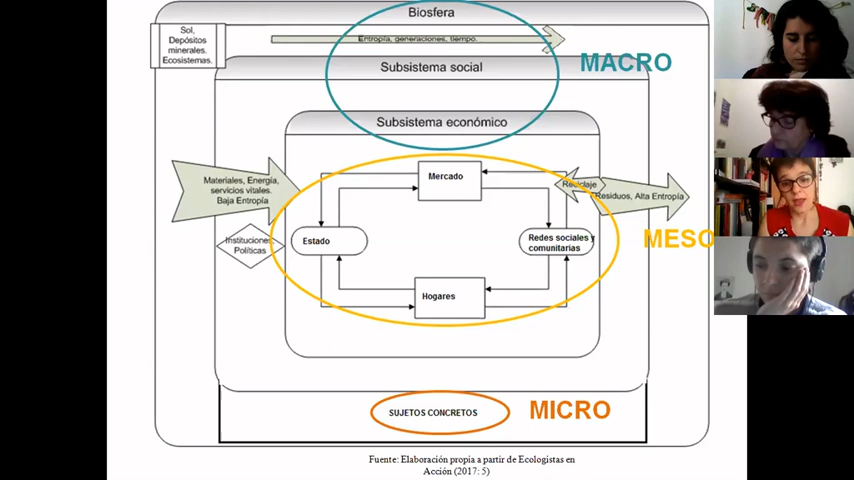 Biosfera
Sol,
Depósitos
minerales.
Ecosistemas.
Entropía, generaciones, tiempo.
MACRO
Subsistema social
Subsistema económico
Materiales, Energía,
servicios vitales.
Baja Entropía
Mercado
Reciclaje
Residuos, Alta Entropía
Instituciones
Políticas
Estado
Redes sociales y
comunitarias
MESO
Hogares
SUJETOS CONCRETOS
MICRO
Fuente: Elaboración propia a partir de Ecologistas en
Acción (2017: 5)